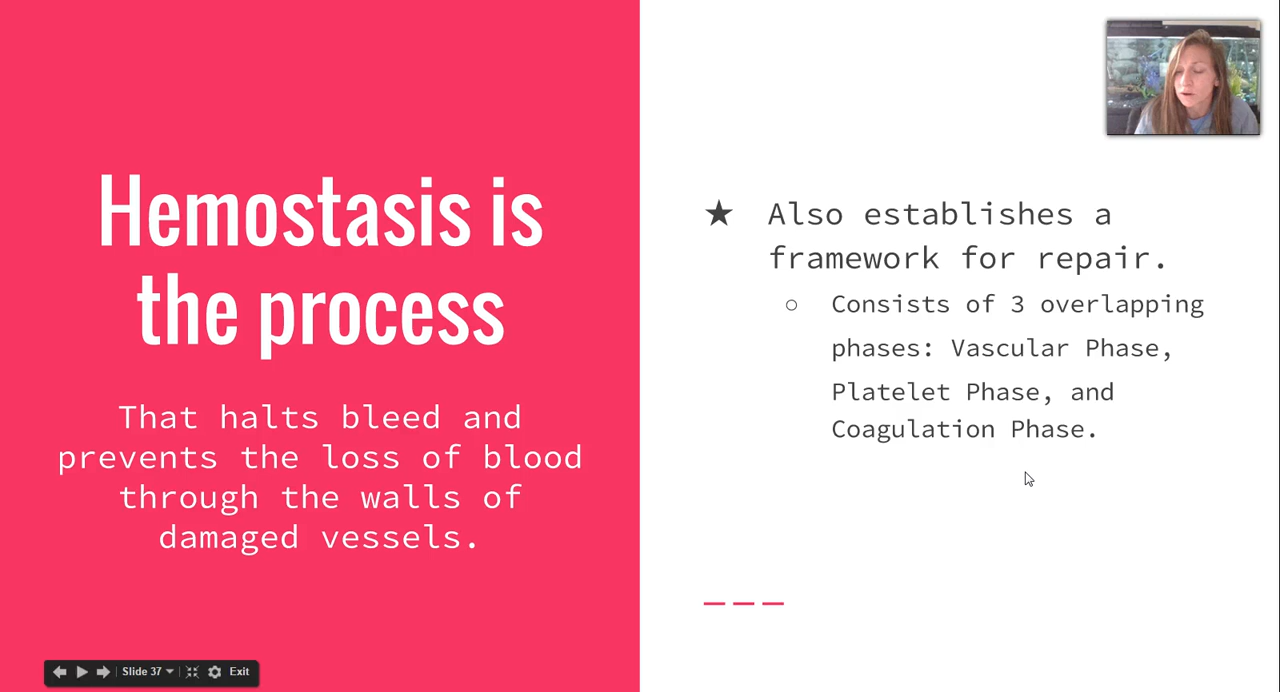 Hemostasis is
the process
That halts bleed and
prevents the loss of blood
through the walls of
damaged vessels.
★ Also establishes a
framework for repair.
○ Consists of 3 overlapping
phases: Vascular Phase,
Platelet Phase, and
Coagulation Phase.
Slide 37
Exit